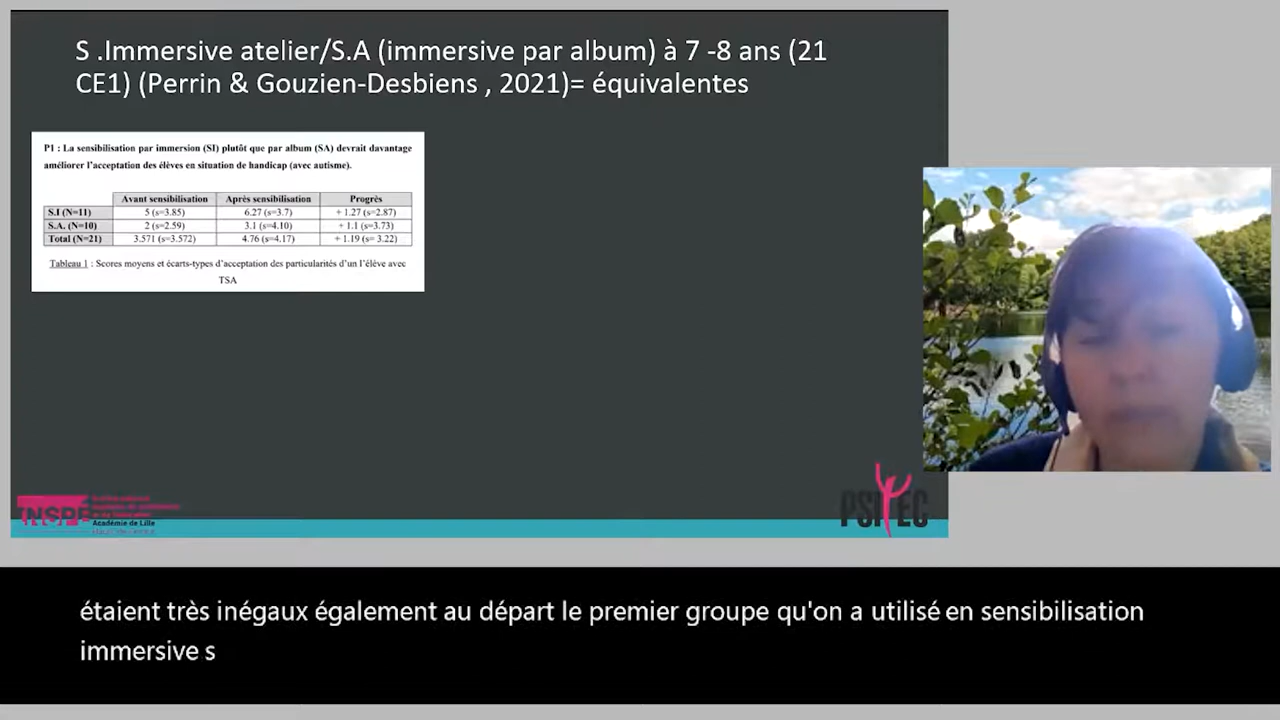 S .Immersive atelier/S.A (immersive par album) à 7 -8 ans (21
CE1) (Perrin & Gouzien-Desbiens , 2021)= équivalentes
P1 : La sensibilisation par immersion (SI) plutôt que par album (SA) devrait davantage
améliorer l'acceptation des élèves en situation de handicap (avec autisme).
Avant sensibilisation Après sensibilisation Progrès
S.I (N=11) 5 (s=3.85) 6.27 (s=3.7) + 1.27 (s=2.87)
S.A. (N=10) 2 (s=2.59) 3.1 (s=4.10) + 1.1 (s=3.73)
Total (N=21) 3.571 (s=3.572) 4.76 (s=4.17) + 1.19 (s= 3.22)
Tableau 1 : Scores moyens et écarts-types d'acceptation des particularités d'un l'élève avec
TSA
INSPÉ
Académie de Lille
PSITEC
étaient très inégaux également au départ le premier groupe qu'on a utilisé en sensibilisation
immersive s